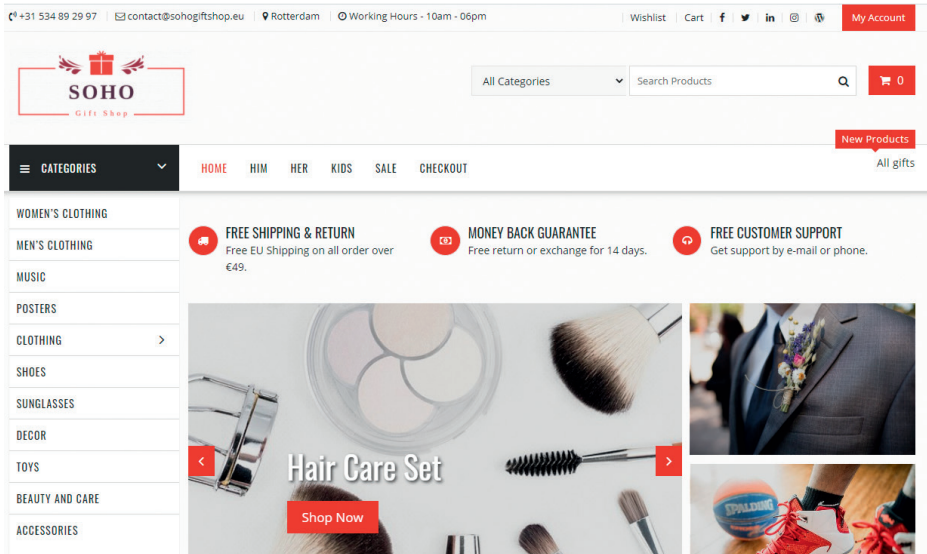 +31 534 89 29 97 contact@sohogiftshop.eu Rotterdam Working Hours - 10am - 06pm Wishlist Cart My Account
SOHO
Gift Shop
All Categories Search Products 0
New Products
CATEGORIES HOME HIM HER KIDS SALE CHECKOUT All gifts
WOMEN'S CLOTHING
MEN'S CLOTHING
MUSIC
POSTERS
CLOTHING
SHOES
SUNGLASSES
DECOR
TOYS
BEAUTY AND CARE
ACCESSORIES
FREE SHIPPING & RETURN
Free EU Shipping on all order over
€49.
MONEY BACK GUARANTEE
Free return or exchange for 14 days.
FREE CUSTOMER SUPPORT
Get support by e-mail or phone.
Hair Care Set
Shop Now
SPALDING